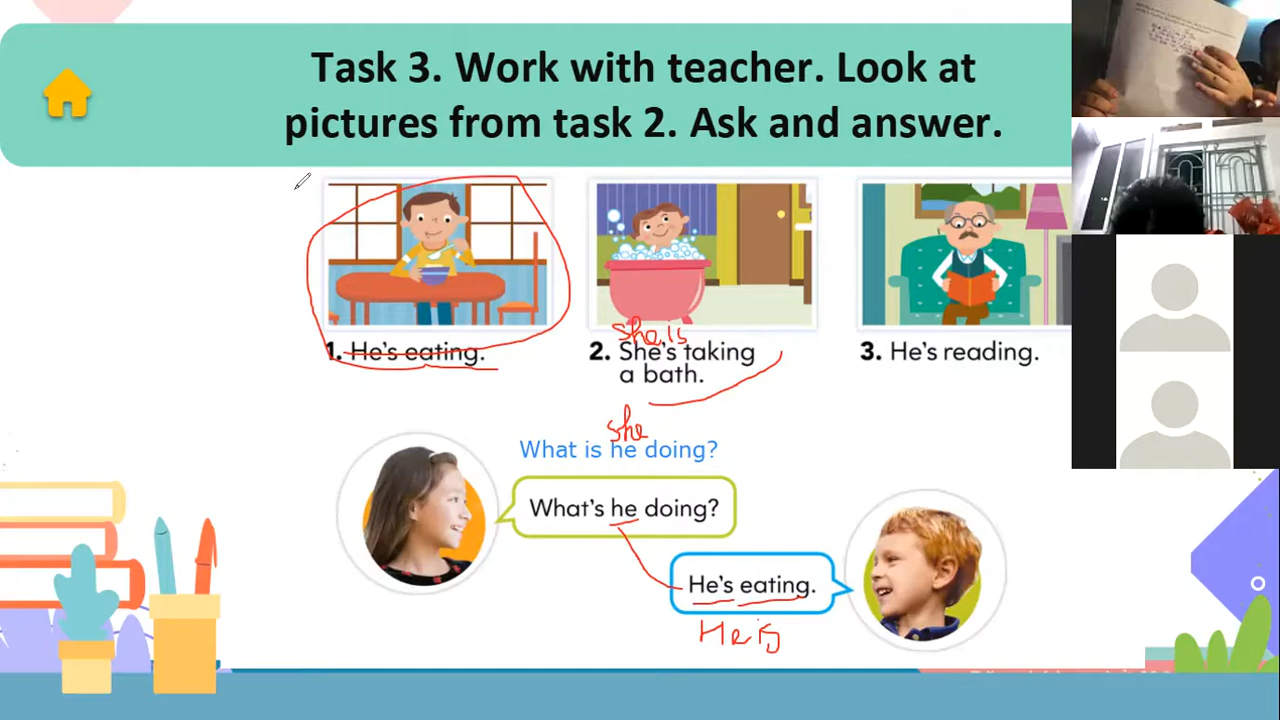 Task 3. Work with teacher. Look at
pictures from task 2. Ask and answer.
she is
1. He's eating.
2. She's taking
a bath.
3. He's reading.
she
What is he doing?
What's he doing?
He's eating.
He is